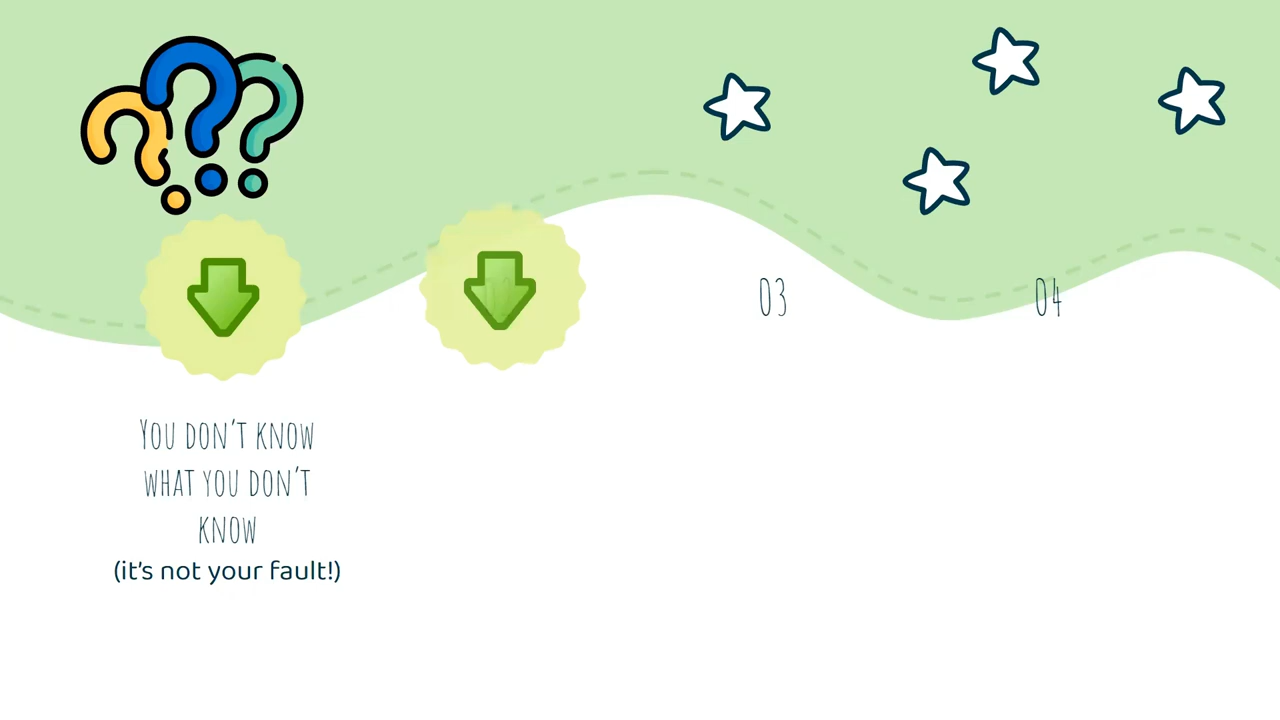 03
04
You don't know
what you don't
know
(it's not your fault!)